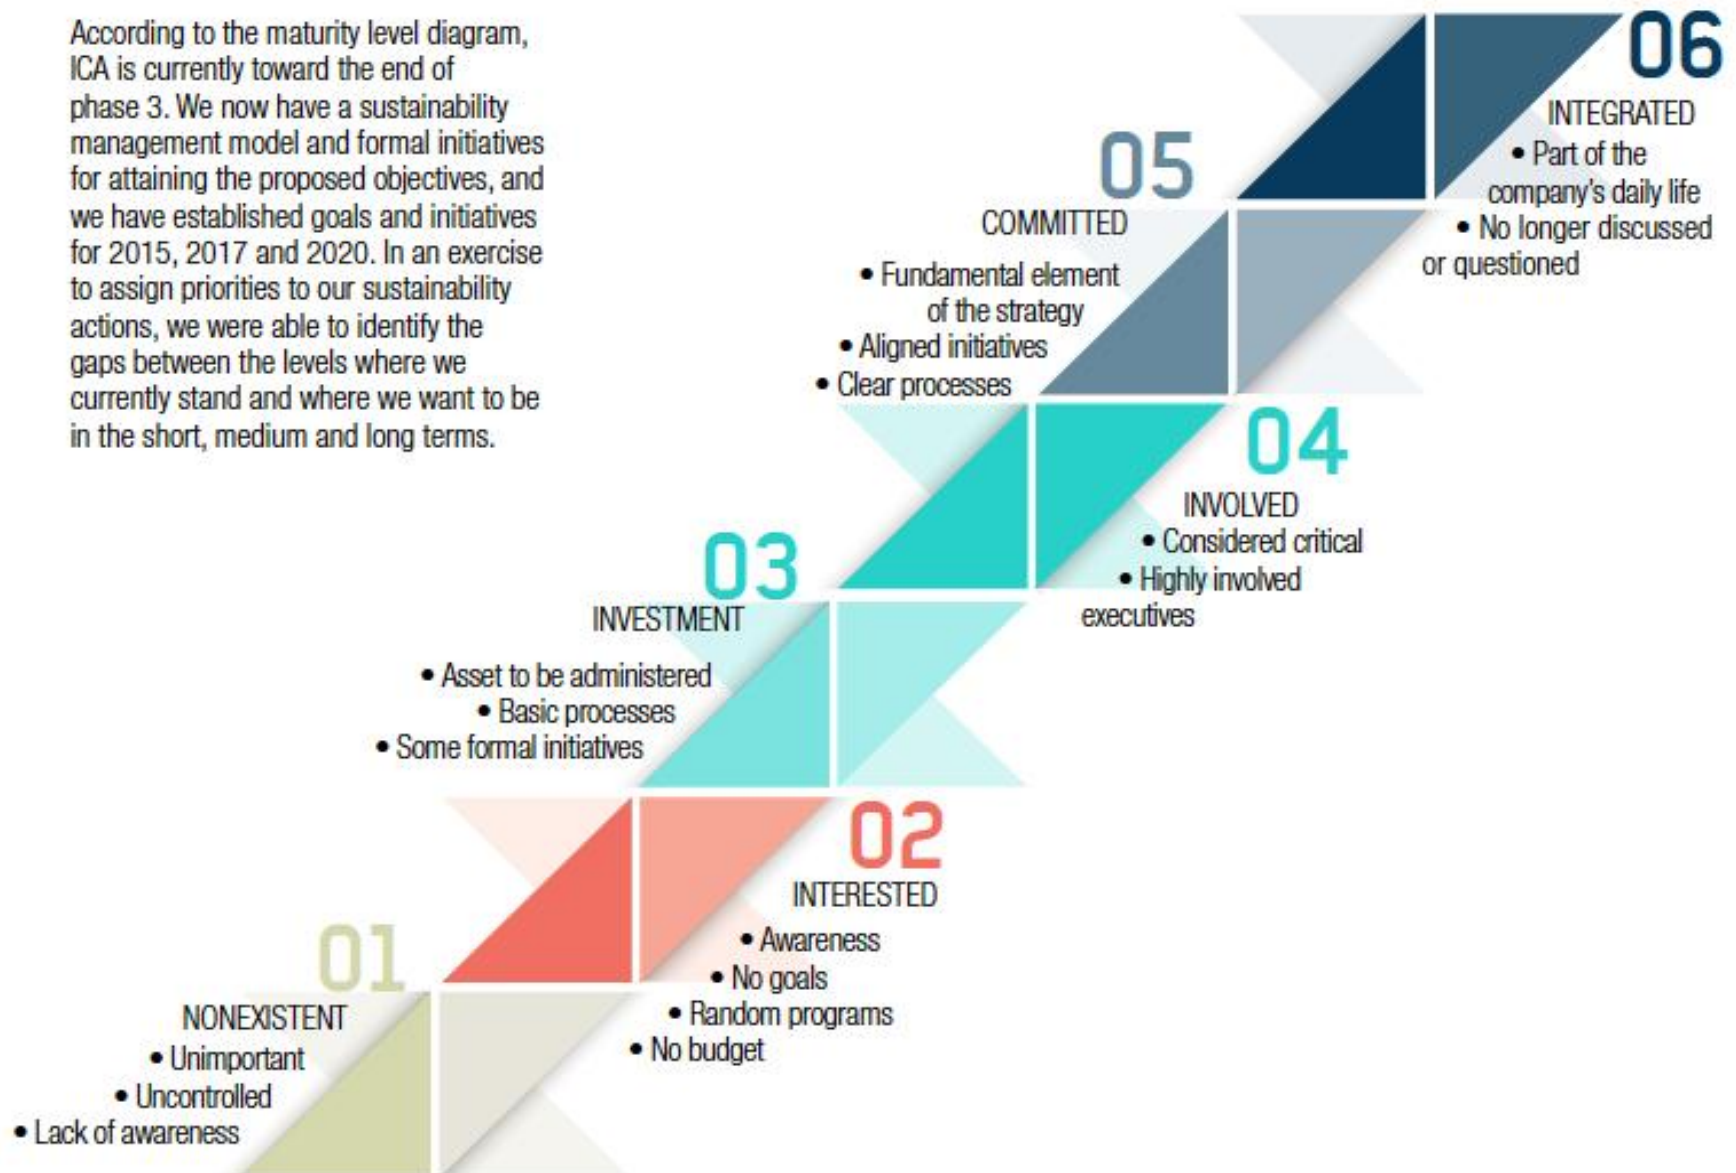 According to the maturity level diagram,
ICA is currently toward the end of
phase 3. We now have a sustainability
management model and formal initiatives
for attaining the proposed objectives, and
we have established goals and initiatives
for 2015, 2017 and 2020. In an exercise
to assign priorities to our sustainability
actions, we were able to identify the
gaps between the levels where we
currently stand and where we want to be
in the short, medium and long terms.
06
INTEGRATED
• Part of the
company's daily life
• No longer discussed
or questioned
05
COMMITTED
• Fundamental element
of the strategy
• Aligned initiatives
• Clear processes
04
INVOLVED
• Considered critical
• Highly involved
executives
03
INVESTMENT
• Asset to be administered
• Basic processes
• Some formal initiatives
02
INTERESTED
• Awareness
• No goals
• Random programs
• No budget
01
NONEXISTENT
• Unimportant
• Uncontrolled
• Lack of awareness